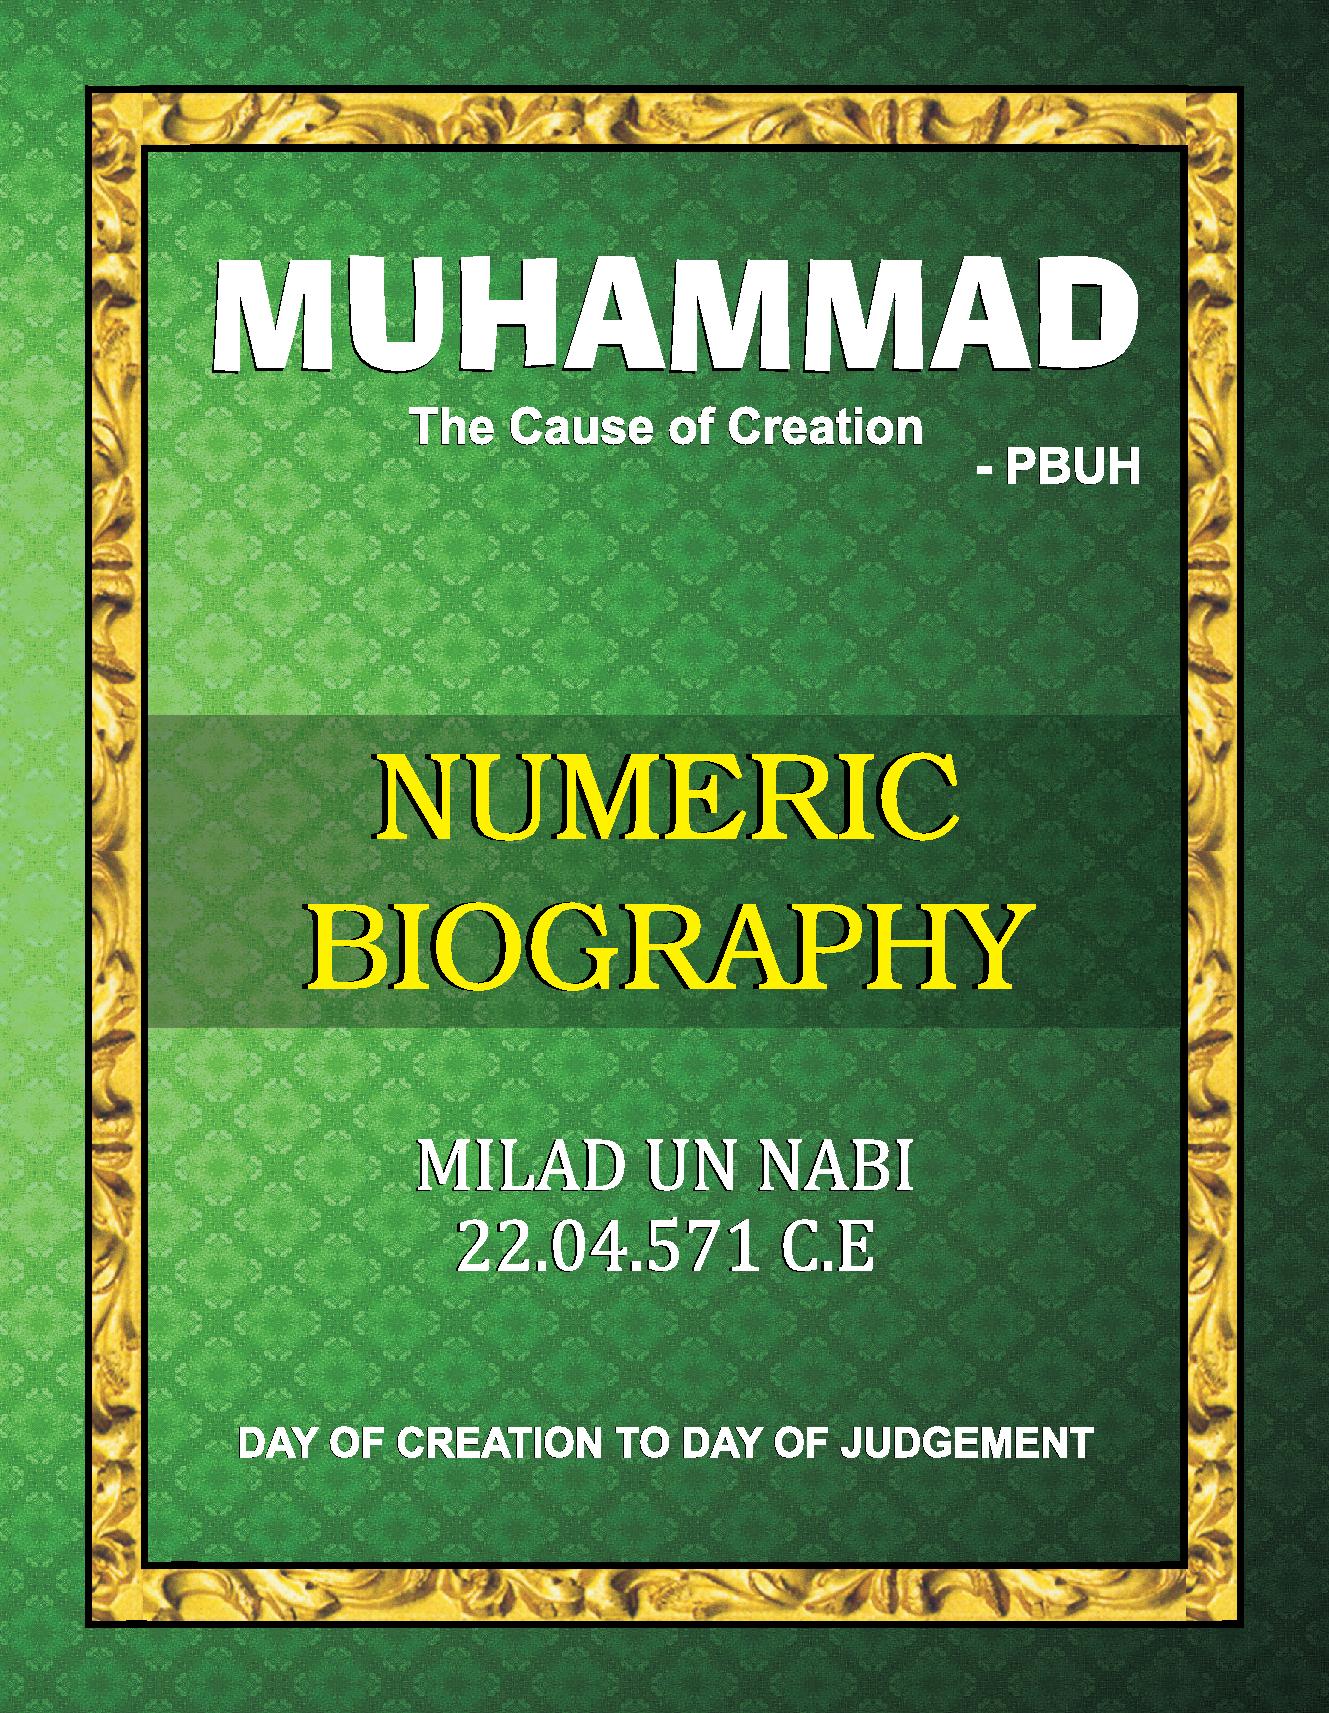 MUHAMMAD
The Cause of Creation
- PBUH
NUMERIC
BIOGRAPHY
MILAD UN NABI
22.04.571 C.E
DAY OF CREATION TO DAY OF JUDGEMENT